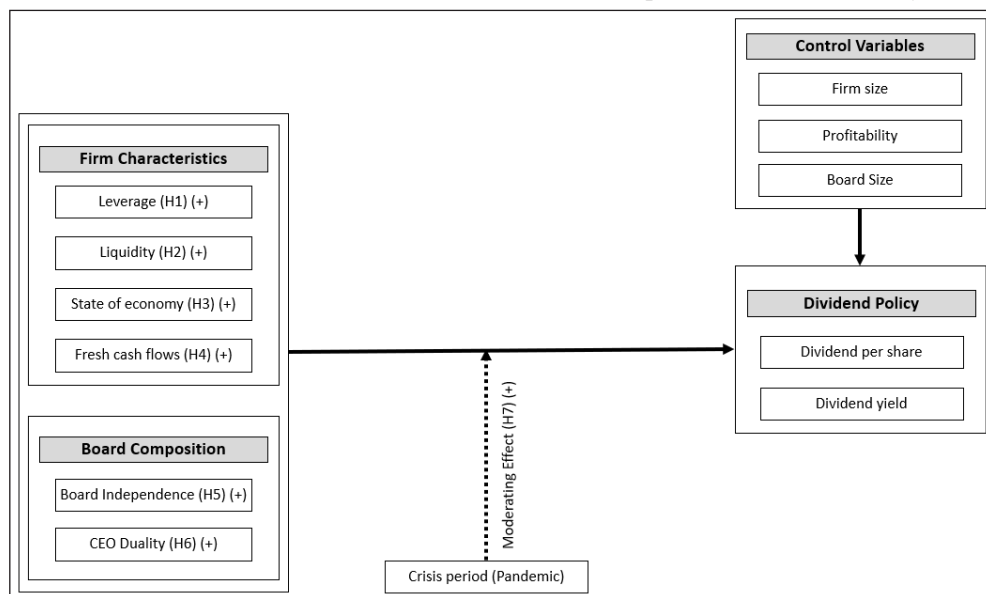 Control Variables
Firm size
Profitability
Board Size
Firm Characteristics
Leverage (H1) (+)
Liquidity (H2) (+)
State of economy (H3) (+)
Fresh cash flows (H4) (+)
Dividend Policy
Dividend per share
Dividend yield
Board Composition
Board Independence (H5) (+)
CEO Duality (H6) (+)
Moderating Effect (H7) (+)
Crisis period (Pandemic)